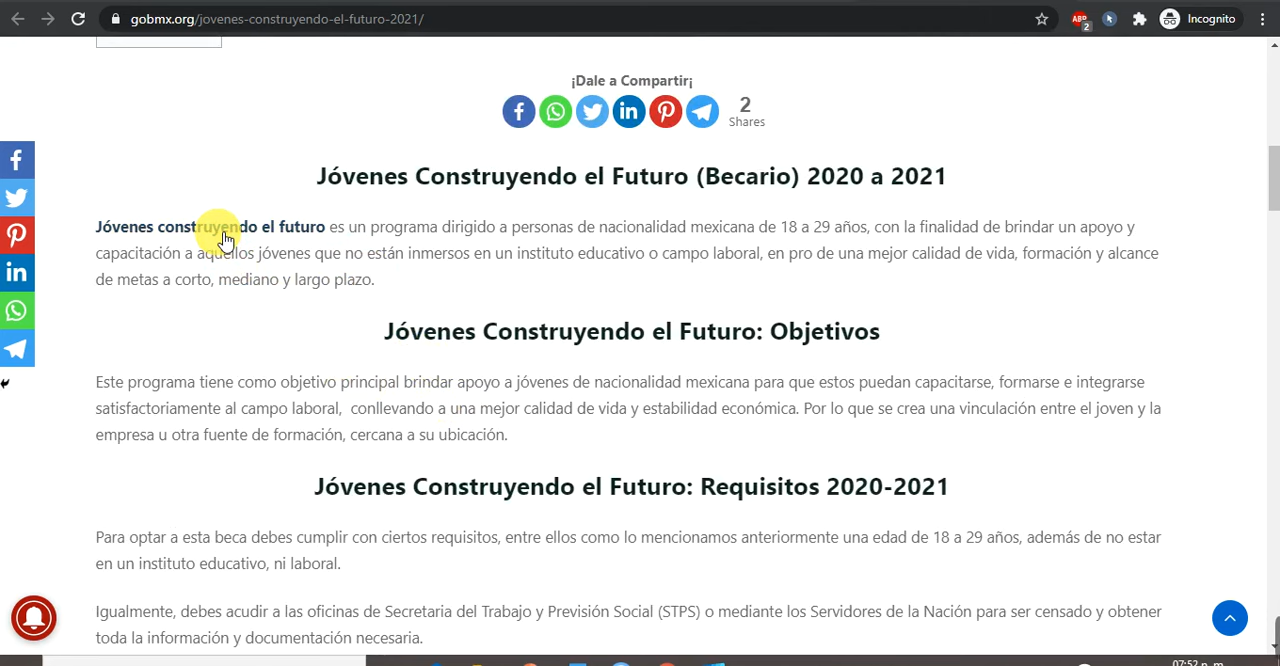 gobmx.org/jovenes-construyendo-el-futuro-2021/
ABP
2
Incognito
¡Dale a Compartir¡
2
Shares
Jóvenes Construyendo el Futuro (Becario) 2020 a 2021
Jóvenes construyendo el futuro es un programa dirigido a personas de nacionalidad mexicana de 18 a 29 años, con la finalidad de brindar un apoyo y
capacitación a aquellos jóvenes que no están inmersos en un instituto educativo o campo laboral, en pro de una mejor calidad de vida, formación y alcance
de metas a corto, mediano y largo plazo.
Jóvenes Construyendo el Futuro: Objetivos
Este programa tiene como objetivo principal brindar apoyo a jóvenes de nacionalidad mexicana para que estos puedan capacitarse, formarse e integrarse
satisfactoriamente al campo laboral, conllevando a una mejor calidad de vida y estabilidad económica. Por lo que se crea una vinculación entre el joven y la
empresa u otra fuente de formación, cercana a su ubicación.
Jóvenes Construyendo el Futuro: Requisitos 2020-2021
Para optar a esta beca debes cumplir con ciertos requisitos, entre ellos como lo mencionamos anteriormente una edad de 18 a 29 años, además de no estar
en un instituto educativo, ni laboral.
Igualmente, debes acudir a las oficinas de Secretaria del Trabajo y Previsión Social (STPS) o mediante los Servidores de la Nación para ser censado y obtener
toda la información y documentación necesaria.
07:52 p. m.